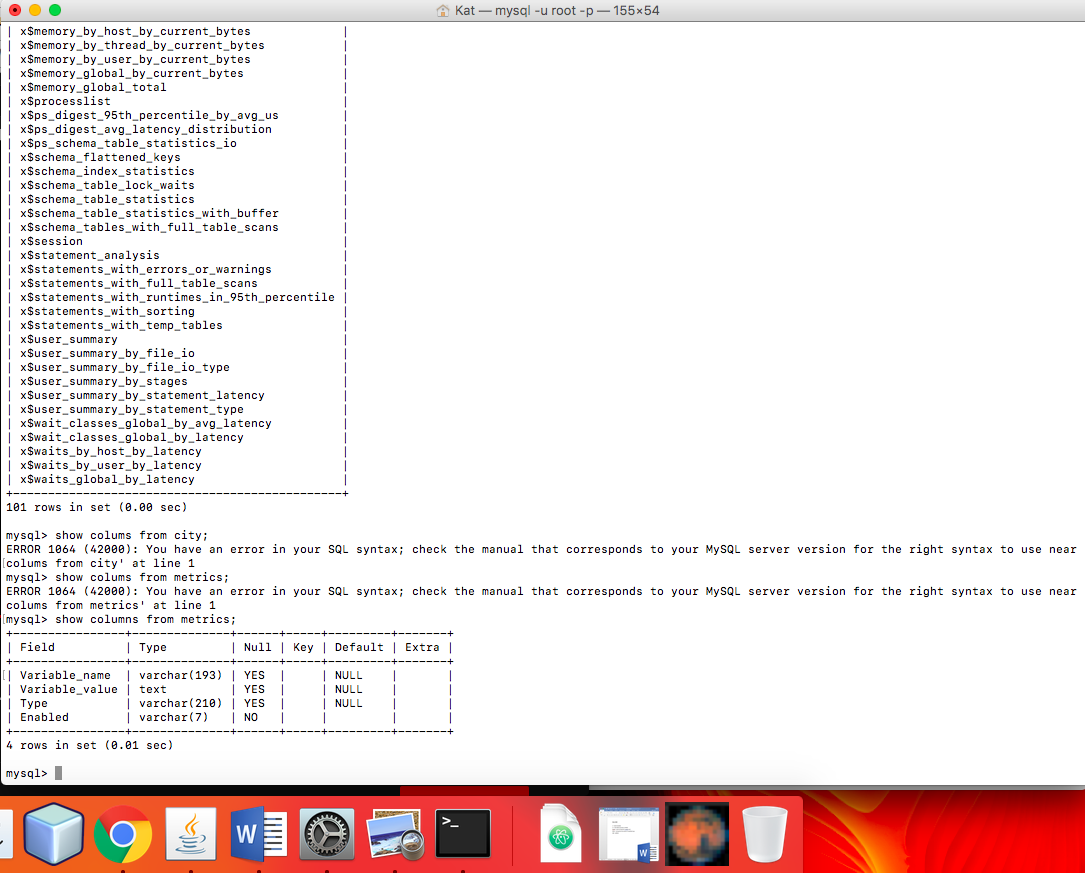 Kat — mysql -u root -p — 155×54
| x$memory_by_host_by_current_bytes |
| x$memory_by_thread_by_current_bytes |
| x$memory_by_user_by_current_bytes |
| x$memory_global_by_current_bytes |
| x$memory_global_total |
| x$processlist |
| x$ps_digest_95th_percentile_by_avg_us |
| x$ps_digest_avg_latency_distribution |
| x$ps_schema_table_statistics_io |
| x$schema_flattened_keys |
| x$schema_index_statistics |
| x$schema_table_lock_waits |
| x$schema_table_statistics |
| x$schema_table_statistics_with_buffer |
| x$schema_tables_with_full_table_scans |
| x$session |
| x$statement_analysis |
| x$statements_with_errors_or_warnings |
| x$statements_with_full_table_scans |
| x$statements_with_runtimes_in_95th_percentile |
| x$statements_with_sorting |
| x$statements_with_temp_tables |
| x$user_summary |
| x$user_summary_by_file_io |
| x$user_summary_by_file_io_type |
| x$user_summary_by_stages |
| x$user_summary_by_statement_latency |
| x$user_summary_by_statement_type |
| x$wait_classes_global_by_avg_latency |
| x$wait_classes_global_by_latency |
| x$waits_by_host_by_latency |
| x$waits_by_user_by_latency |
| x$waits_global_by_latency |
+-----------------------------------------------+
101 rows in set (0.00 sec)
mysql> show colums from city;
ERROR 1064 (42000): You have an error in your SQL syntax; check the manual that corresponds to your MySQL server version for the right syntax to use near
colums from city' at line 1
mysql> show colums from metrics;
ERROR 1064 (42000): You have an error in your SQL syntax; check the manual that corresponds to your MySQL server version for the right syntax to use near
colums from metrics' at line 1
mysql> show columns from metrics;
+----------------+--------------+------+-----+---------+-------+
| Field | Type | Null | Key | Default | Extra |
+----------------+--------------+------+-----+---------+-------+
| Variable_name | varchar(193) | YES | | NULL | |
| Variable_value | text | YES | | NULL | |
| Type | varchar(210) | YES | | NULL | |
| Enabled | varchar(7) | NO | | | |
+----------------+--------------+------+-----+---------+-------+
4 rows in set (0.01 sec)
mysql>
W
>_
W